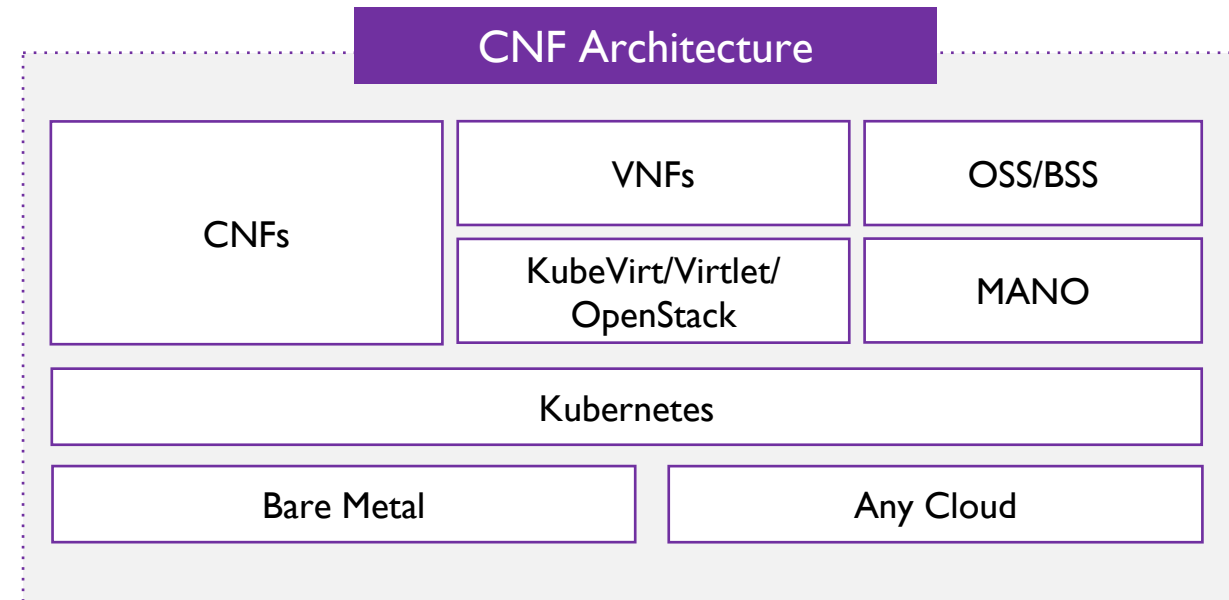 CNF Architecture
CNFs
VNFs
OSS/BSS
KubeVirt/Virtlet/
OpenStack
MANO
Kubernetes
Bare Metal
Any Cloud